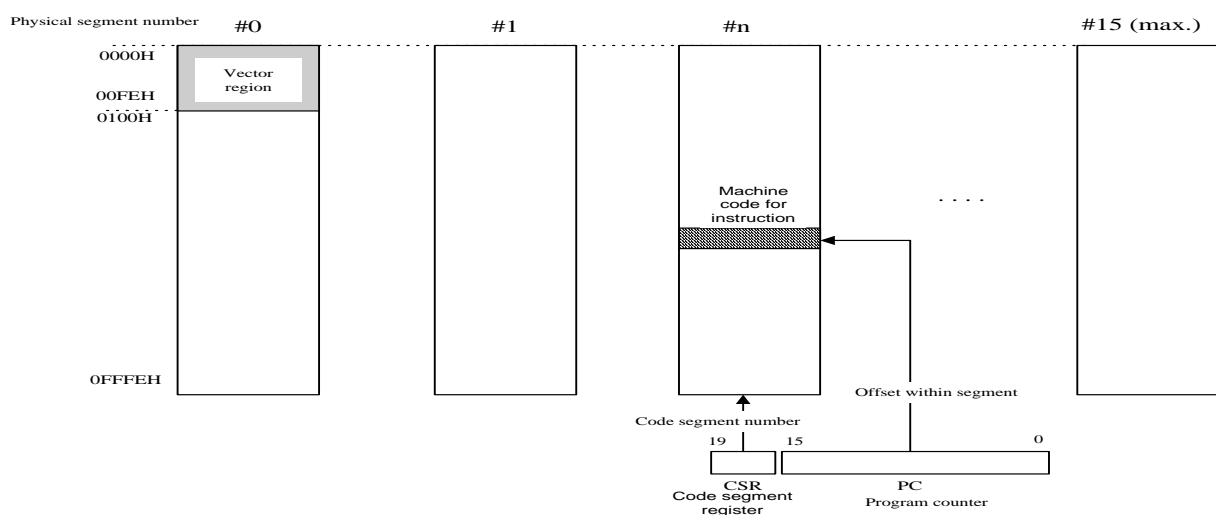 Physical segment number
#0
#1
#n
#15 (max.)
0000H
Vector
region
00FEH
0100H
Machine
code for
instruction
. . . .
0FFFEH
Offset within segment
Code segment number
19
15
0
CSR
Code segment
register
PC
Program counter